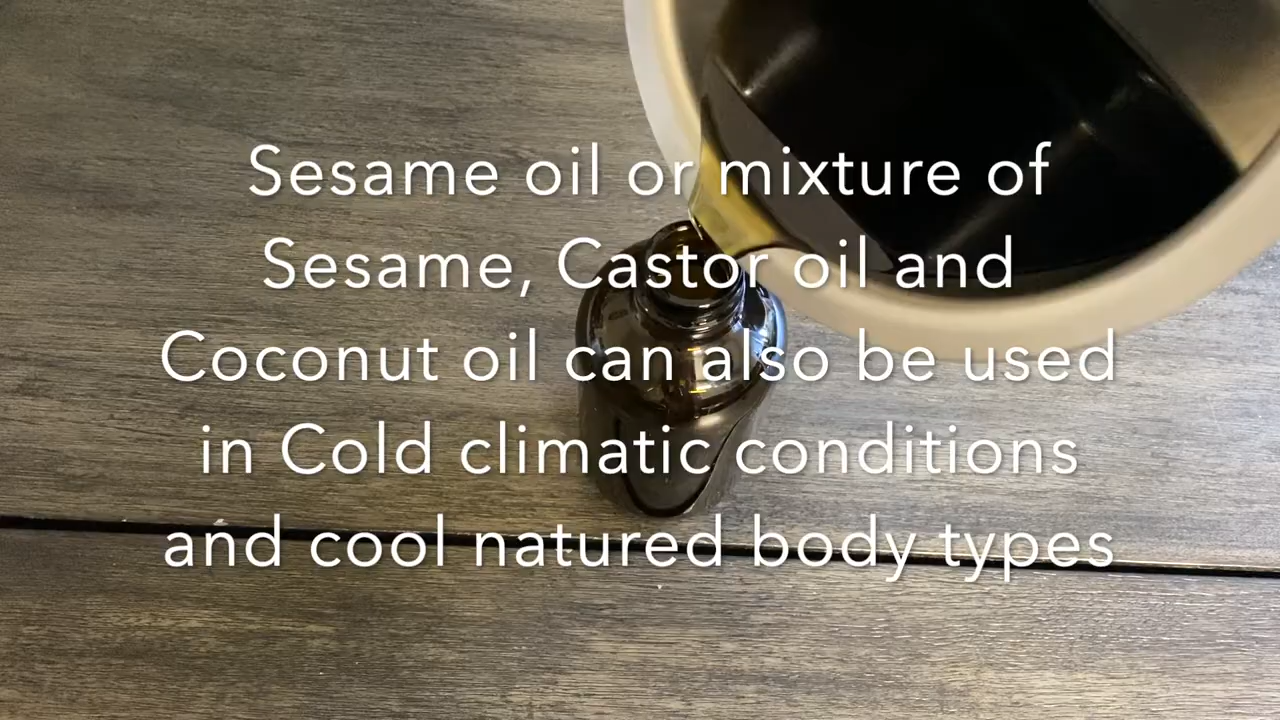 Sesame oil or mixture of
Sesame, Castor oil and
Coconut oil can also be used
in Cold climatic conditions
and cool natured body types